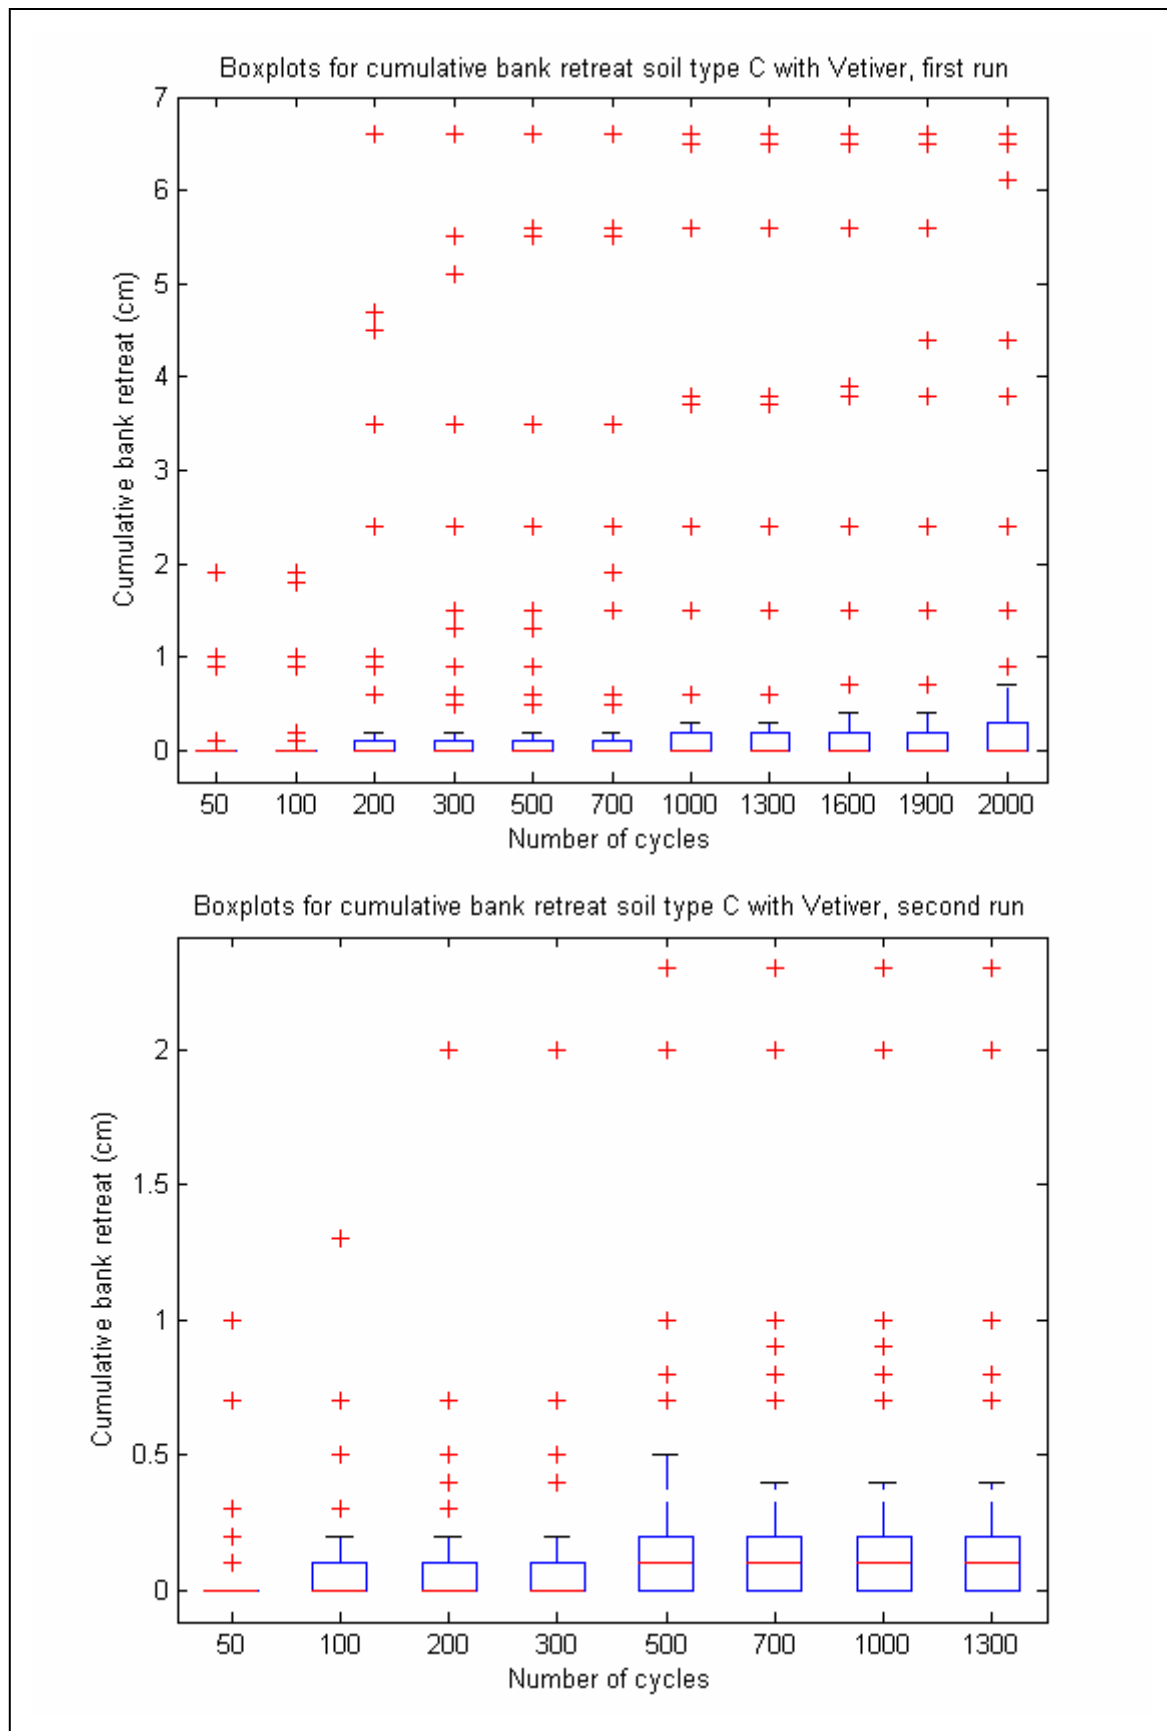 Boxplots for cumulative bank retreat soil type C with Vetiver, first run
7
6
5
4
3
2
1
0
Cumulative bank retreat (cm)
50 100 200 300 500 700 1000 1300 1600 1900 2000
Number of cycles
Boxplots for cumulative bank retreat soil type C with Vetiver, second run
2
1.5
1
0.5
0
Cumulative bank retreat (cm)
50 100 200 300 500 700 1000 1300
Number of cycles